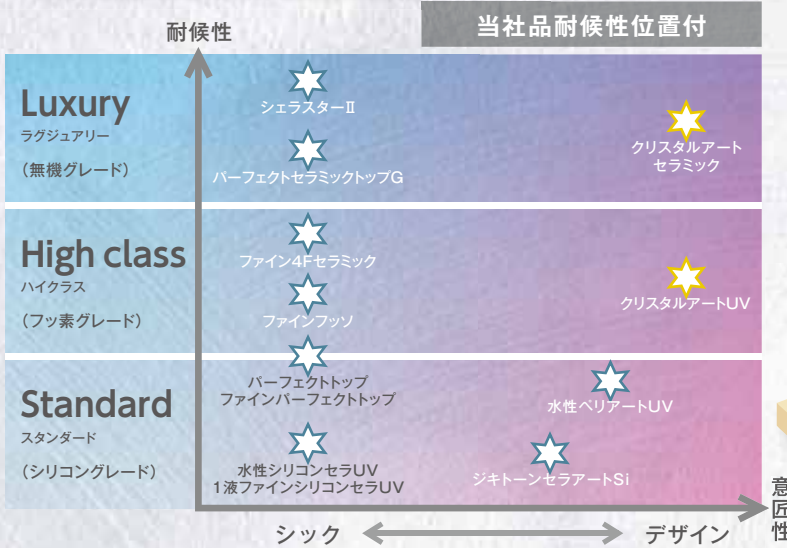 耐候性
当社品耐候性位置付
Luxury
ラグジュアリー
（無機グレード）
シェラスターⅡ
パーフェクトセラミックトップG
クリスタルアート
セラミック
High class
ハイクラス
（フッ素グレード）
ファイン4Fセラミック
ファインフッソ
クリスタルアートUV
Standard
スタンダード
（シリコングレード）
パーフェクトトップ
ファインパーフェクトトップ
水性ペリアートUV
水性シリコンセラUV
1液ファインシリコンセラUV
ジキトーンセラアートSi
シック
デザイン
意匠性